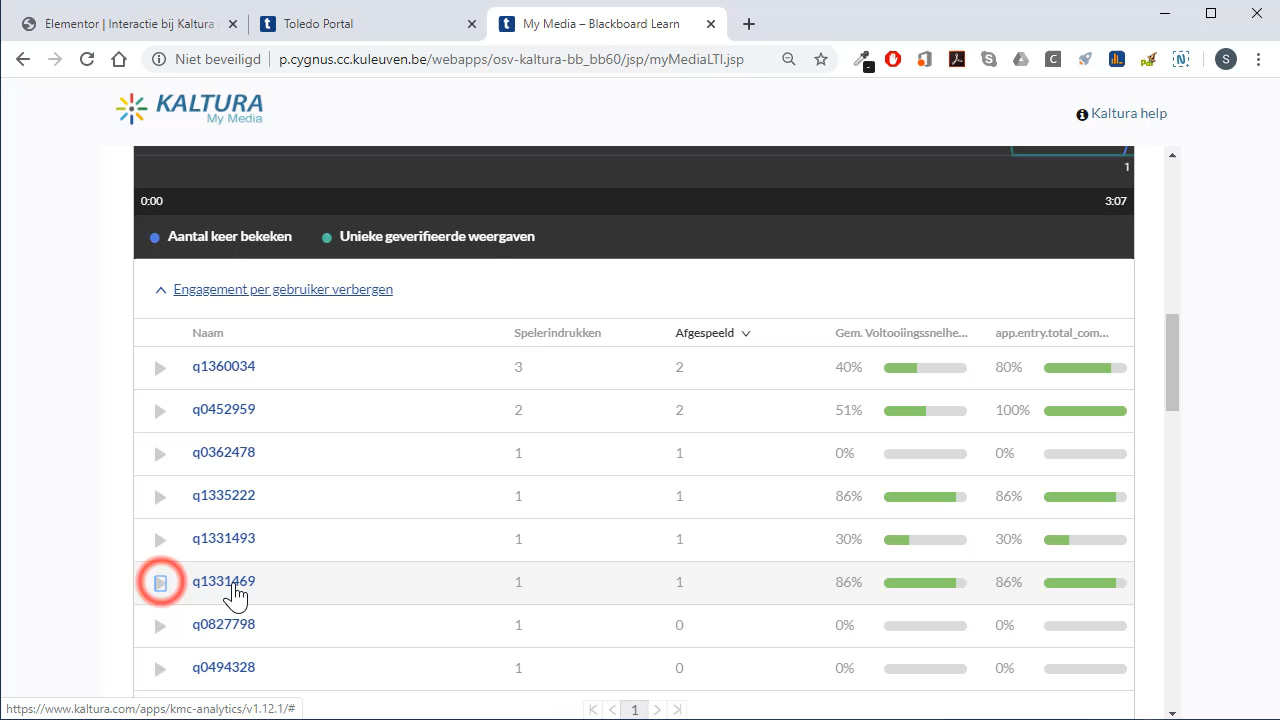 Elementor | Interactie bij Kaltura
Toledo Portal
My Media – Blackboard Learn
Niet beveiligd
p.cygnus.cc.kuleuven.be/webapps/osv-kaltura-bb_bb60/jsp/myMediaLTI.jsp
KALTURA
My Media
Kaltura help
1
0:00 3:07
Aantal keer bekeken Unieke geverifieerde weergaven
Engagement per gebruiker verbergen
Naam Spelerindrukken Afgespeeld Gem. Voltooiingssnelhe... app.entry.total_com...
q1360034 3 2 40% 80%
q0452959 2 2 51% 100%
q0362478 1 1 0% 0%
q1335222 1 1 86% 86%
q1331493 1 1 30% 30%
q1331469 1 1 86% 86%
q0827798 1 0 0% 0%
q0494328 1 0 0% 0%
1
https://www.kaltura.com/apps/kmc-analytics/v1.12.1/#